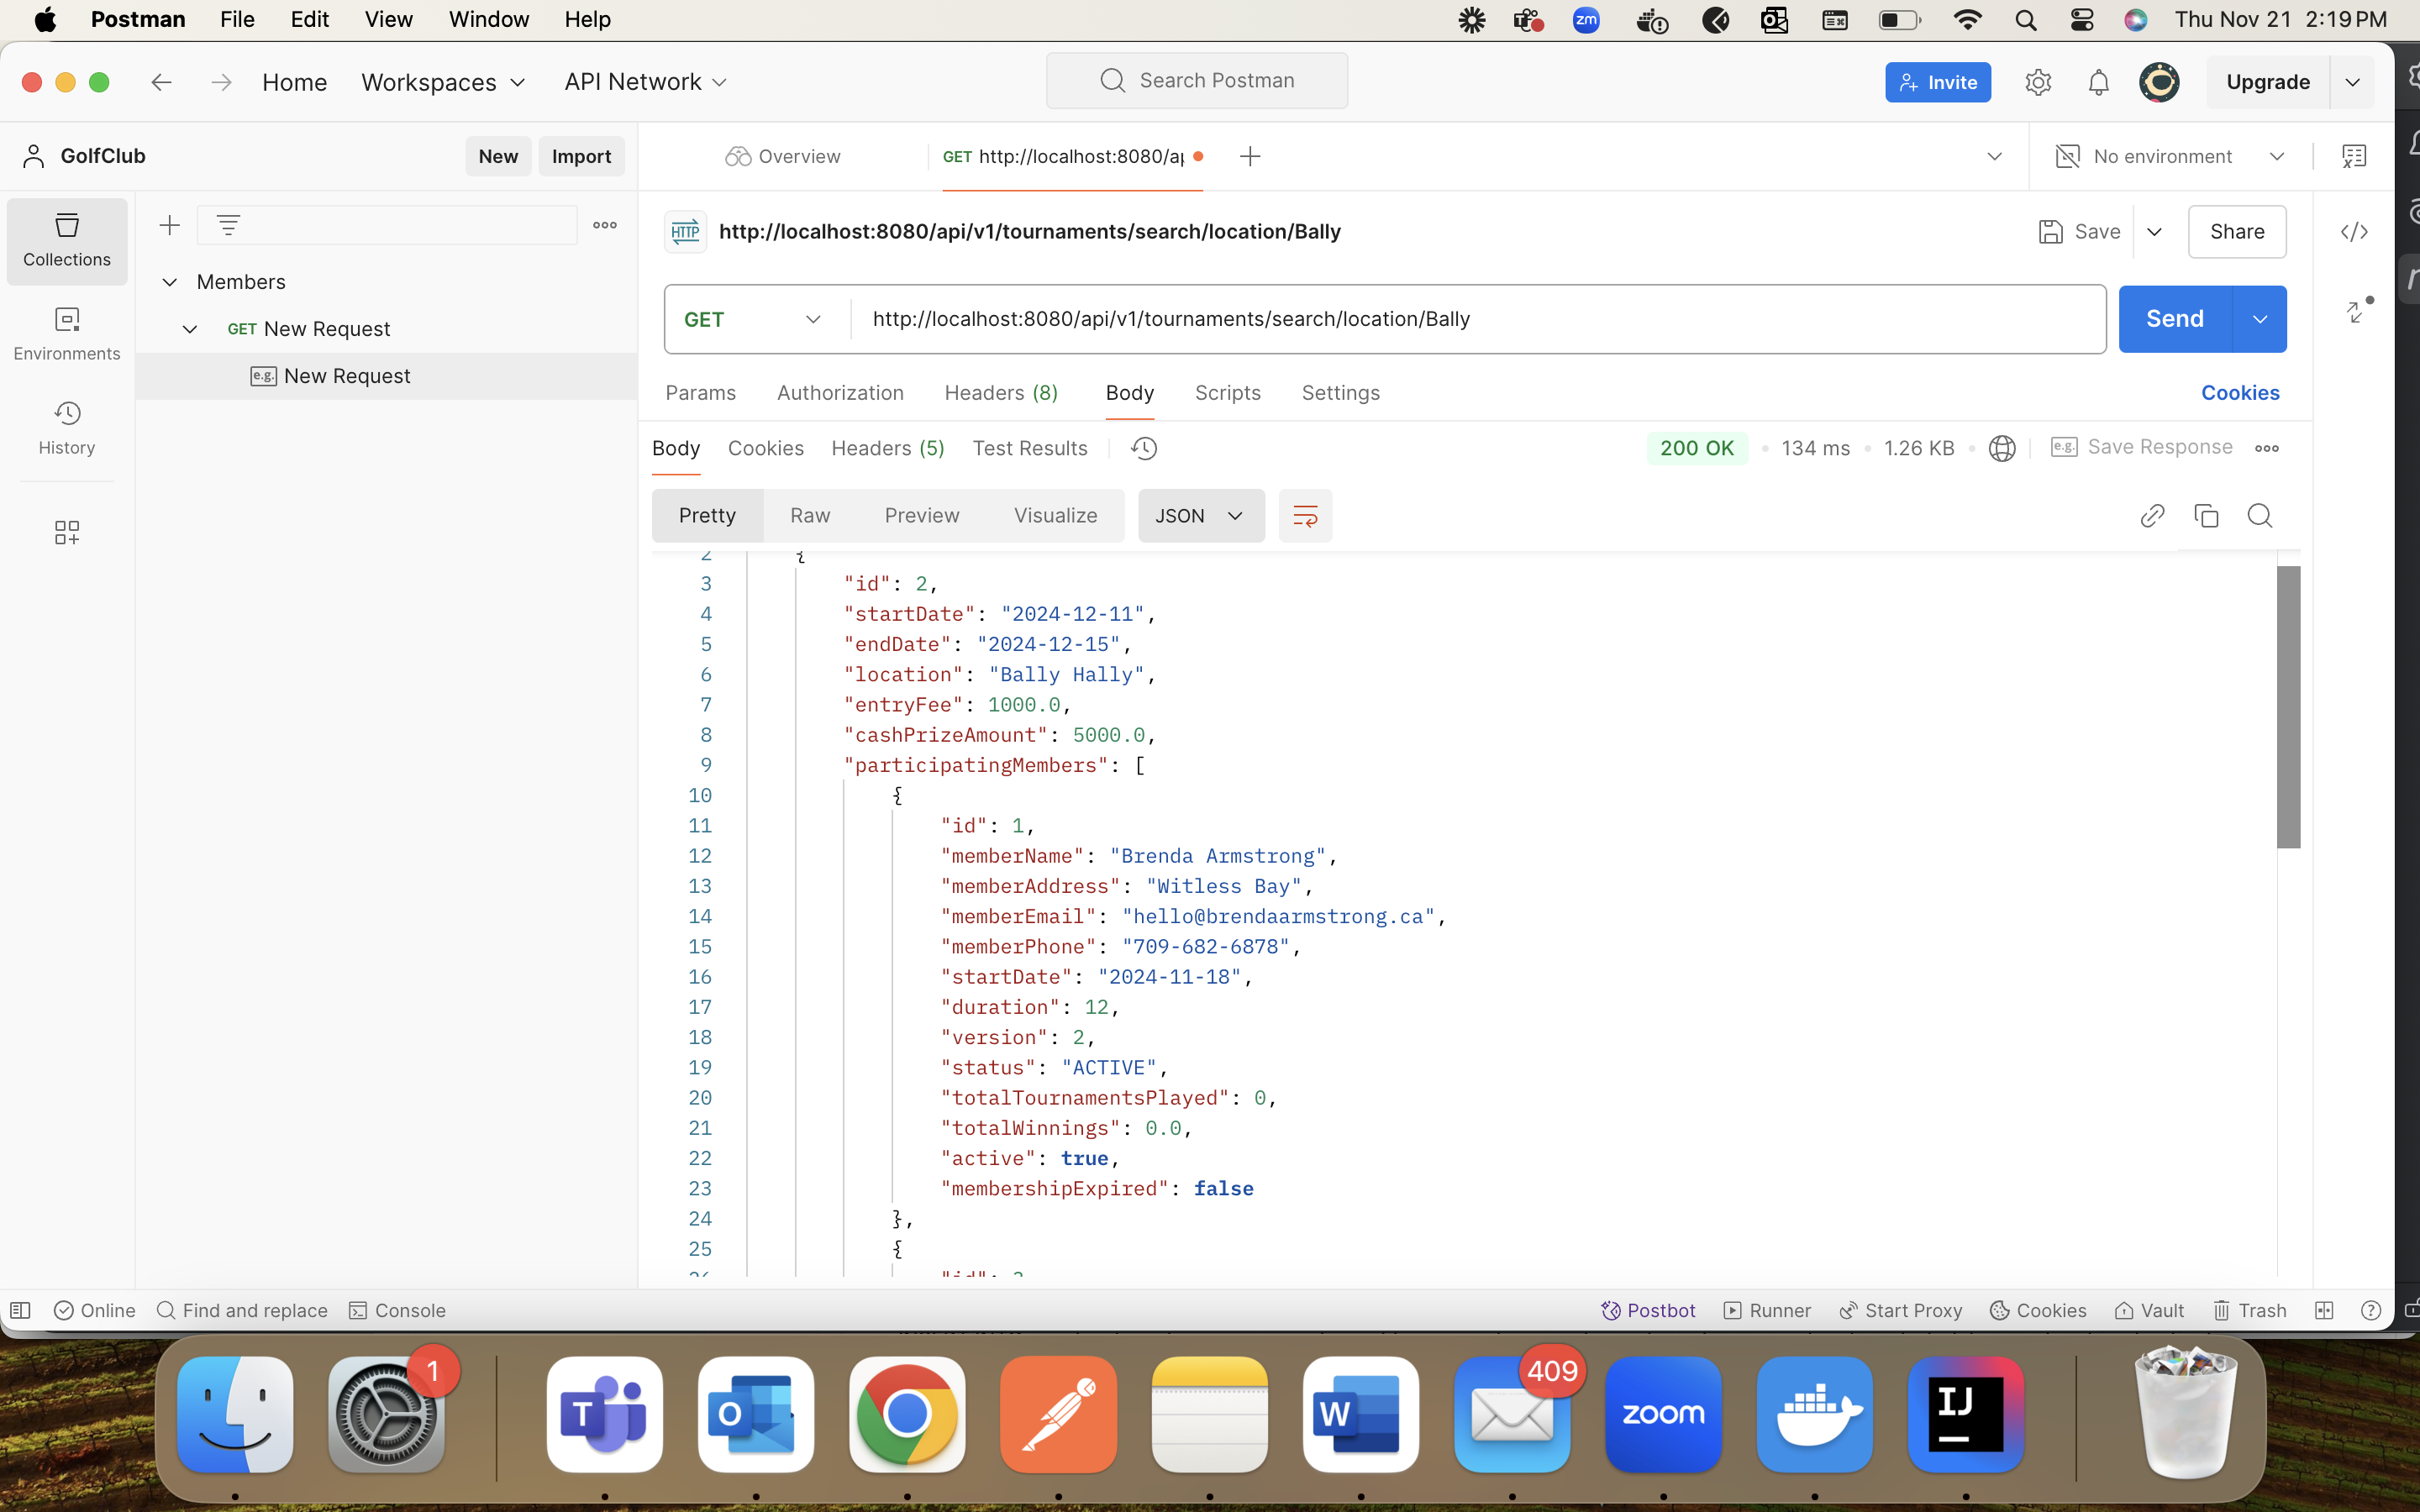 Postman File Edit View Window Help
zm
Thu Nov 21 2:19 PM
Home Workspaces API Network
Search Postman
Invite
Upgrade
GolfClub New Import
Overview
GET http://localhost:8080/a
No environment
Collections
Environments
History
Members
GET New Request
e.g. New Request
HTTP http://localhost:8080/api/v1/tournaments/search/location/Bally
Save Share
GET http://localhost:8080/api/v1/tournaments/search/location/Bally
Send
Params Authorization Headers (8) Body Scripts Settings Cookies
Body Cookies Headers (5) Test Results
200 OK 134 ms 1.26 KB e.g. Save Response
Pretty Raw Preview Visualize JSON
2 {
3 "id": 2,
4 "startDate": "2024-12-11",
5 "endDate": "2024-12-15",
6 "location": "Bally Hally",
7 "entryFee": 1000.0,
8 "cashPrizeAmount": 5000.0,
9 "participatingMembers": [
10 {
11 "id": 1,
12 "memberName": "Brenda Armstrong",
13 "memberAddress": "Witless Bay",
14 "memberEmail": "hello@brendaarmstrong.ca",
15 "memberPhone": "709-682-6878",
16 "startDate": "2024-11-18",
17 "duration": 12,
18 "version": 2,
19 "status": "ACTIVE",
20 "totalTournamentsPlayed": 0,
21 "totalWinnings": 0.0,
22 "active": true,
23 "membershipExpired": false
24 },
25 {
Online Find and replace Console
Postbot Runner Start Proxy Cookies Vault Trash
1
T
O
W
409
zoom
IJ